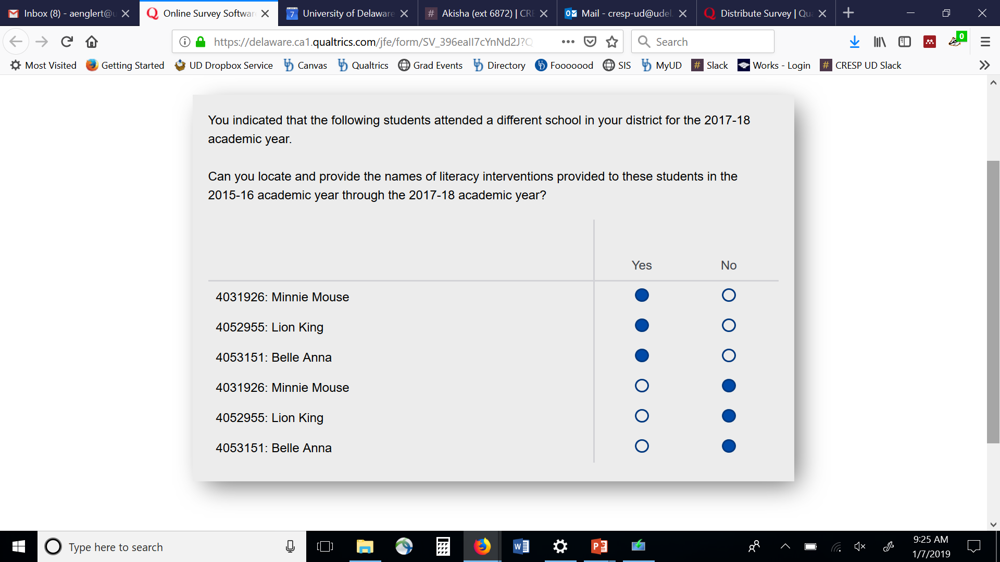 Inbox (8) - aenglert@u
Online Survey Softwar
7 University of Delaware
# Akisha (ext 6872) | CRE
Mail - cresp-ud@udel.
Distribute Survey | Qua
https://delaware.ca1.qualtrics.com/jfe/form/
Search
0
Most Visited
Getting Started
UD Dropbox Service
Canvas
Qualtrics
Grad Events
Directory
Fooooood
SIS
MyUD
# Slack
Works - Login
# CRESP UD Slack
You indicated that the following students attended a different school in your district for the 2017-18
academic year.
Can you locate and provide the names of literacy interventions provided to these students in the
2015-16 academic year through the 2017-18 academic year?
Yes No
4031926: Minnie Mouse
4052955: Lion King
4053151: Belle Anna
4031926: Minnie Mouse
4052955: Lion King
4053151: Belle Anna
Type here to search
9:25 AM
1/7/2019